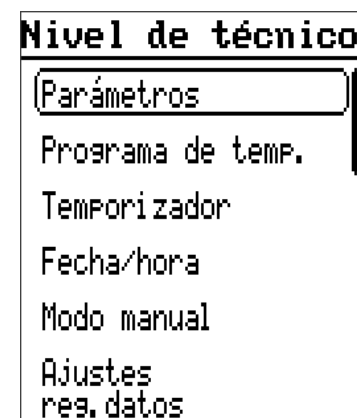 Nivel de técnico
Parámetros
Programa de temp.
Temporizador
Fecha/hora
Modo manual
Ajustes
reg. datos